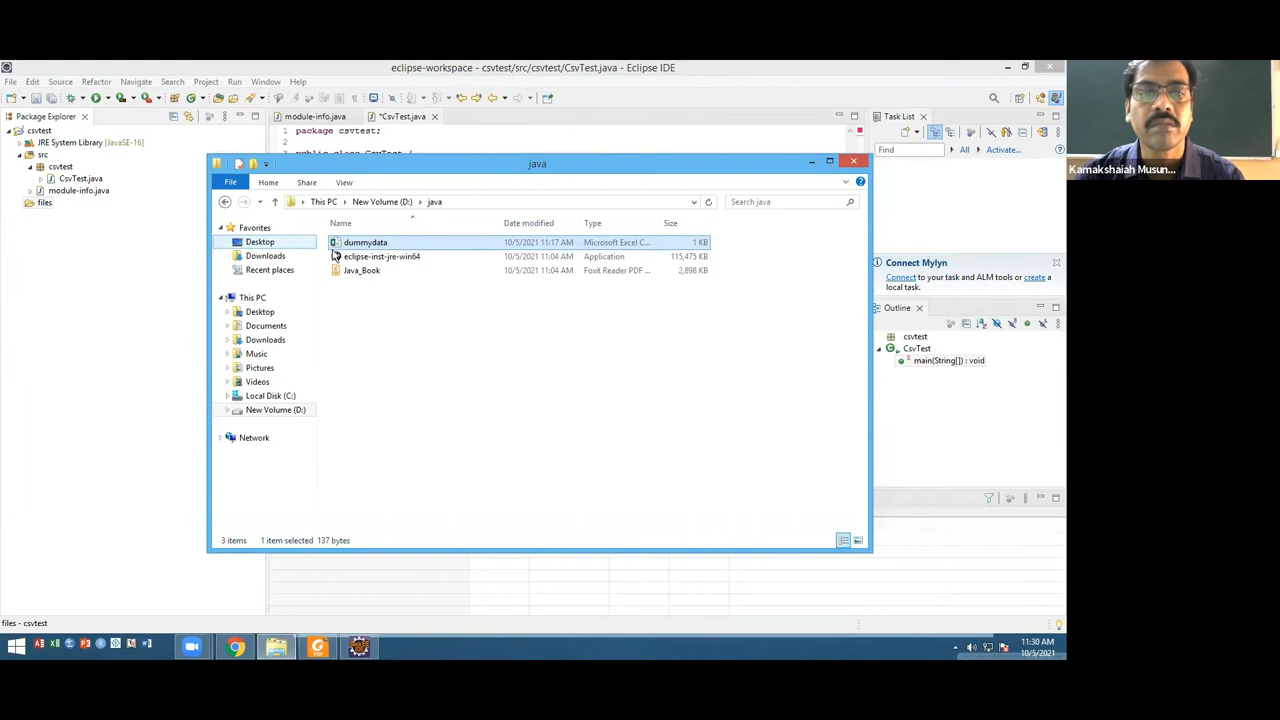 eclipse-workspace - csvtest/src/csvtest/CsvTest.java - Eclipse IDE
File Edit Source Refactor Navigate Search Project Run Window Help
Package Explorer
module-info.java
*CsvTest.java
Task List
csvtest
JRE System Library [JavaSE-16]
src
csvtest
CsvTest.java
module-info.java
files
1 package csvtest;
2
Find
All
Activate...
Kamakshaiah Musun...
java
File Home Share View
This PC New Volume (D:) java
Search java
Name Date modified Type Size
dummydata 10/5/2021 11:17 AM Microsoft Excel C... 1 KB
eclipse-inst-jre-win64 10/5/2021 11:04 AM Application 115,475 KB
Java_Book 10/5/2021 11:04 AM Foxit Reader PDF ... 2,898 KB
Favorites
Desktop
Downloads
Recent places
This PC
Desktop
Documents
Downloads
Music
Pictures
Videos
Local Disk (C:)
New Volume (D:)
Network
3 items 1 item selected 137 bytes
Connect Mylyn
Connect to your task and ALM tools or create a local task.
Outline
csvtest
CsvTest
main(String[]) : void
files - csvtest
11:30 AM
10/5/2021